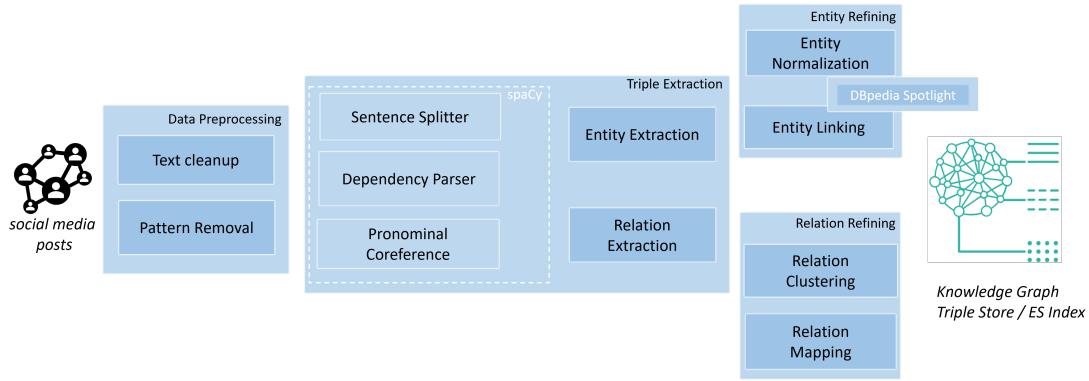 social media
posts
Data Preprocessing
Text cleanup
Pattern Removal
Triple Extraction
spaCy
Sentence Splitter
Dependency Parser
Pronominal
Coreference
Entity Extraction
Relation
Extraction
Entity Refining
Entity
Normalization
DBpedia Spotlight
Entity Linking
Relation Refining
Relation
Clustering
Relation
Mapping
Knowledge Graph
Triple Store / ES Index